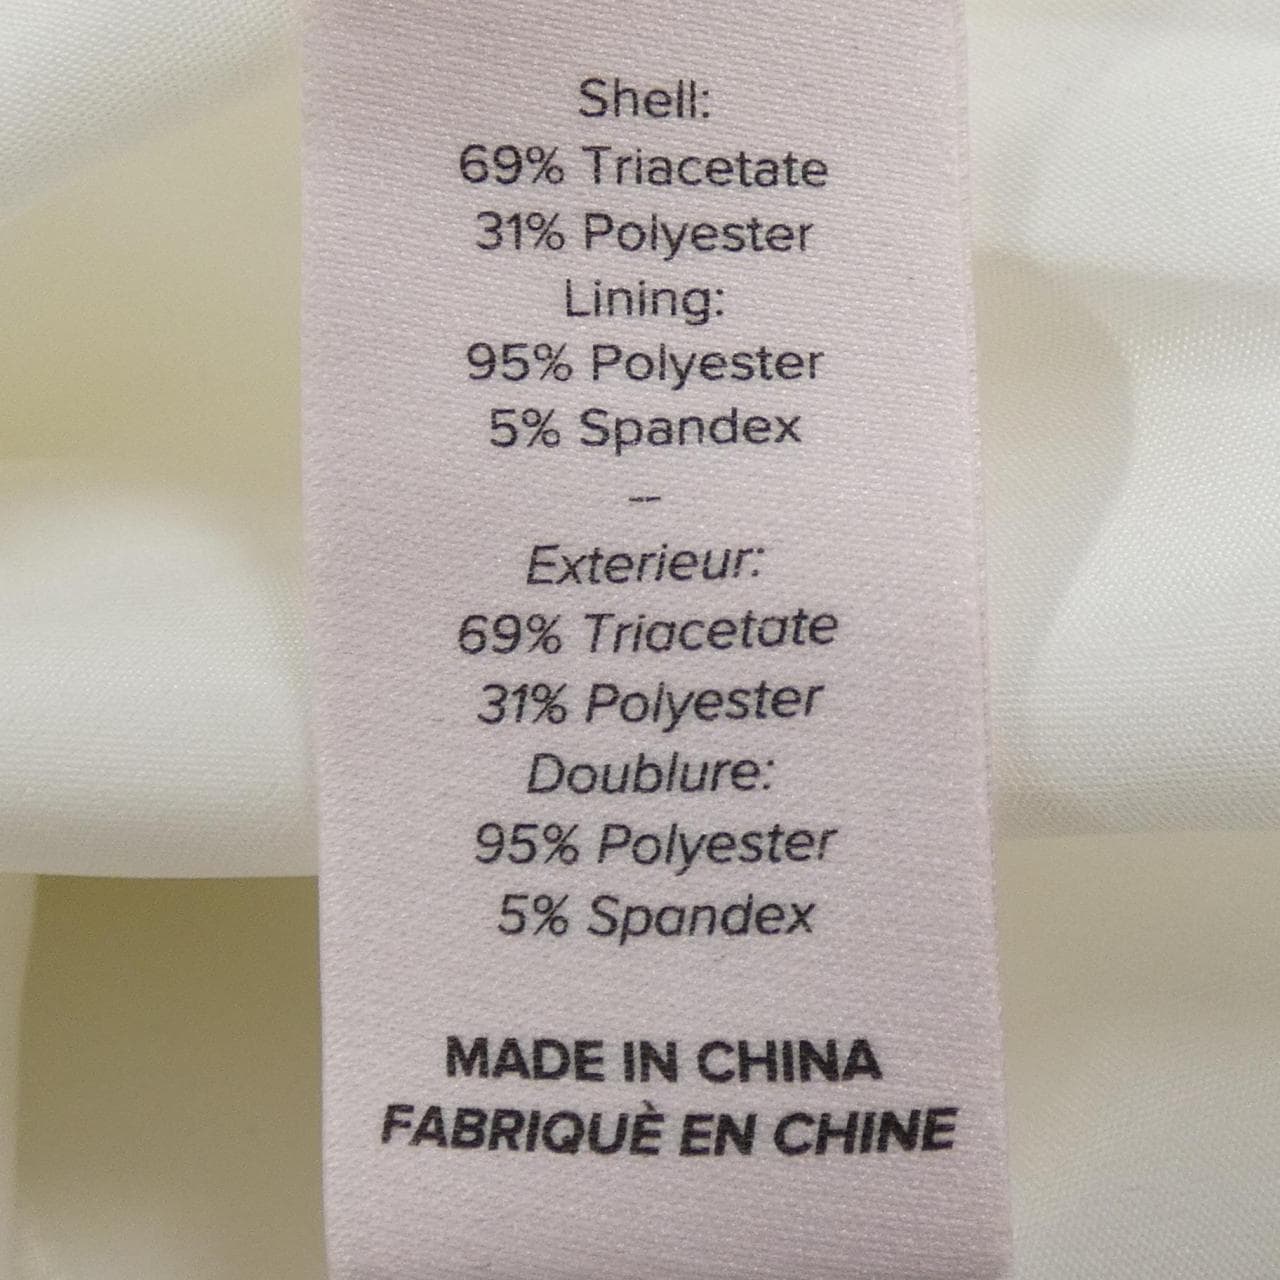 Shell:
69% Triacetate
31% Polyester
Lining:
95% Polyester
5% Spandex
--
Exterieur:
69% Triacetate
31% Polyester
Doublure:
95% Polyester
5% Spandex
MADE IN CHINA
FABRIQUÈ EN CHINE